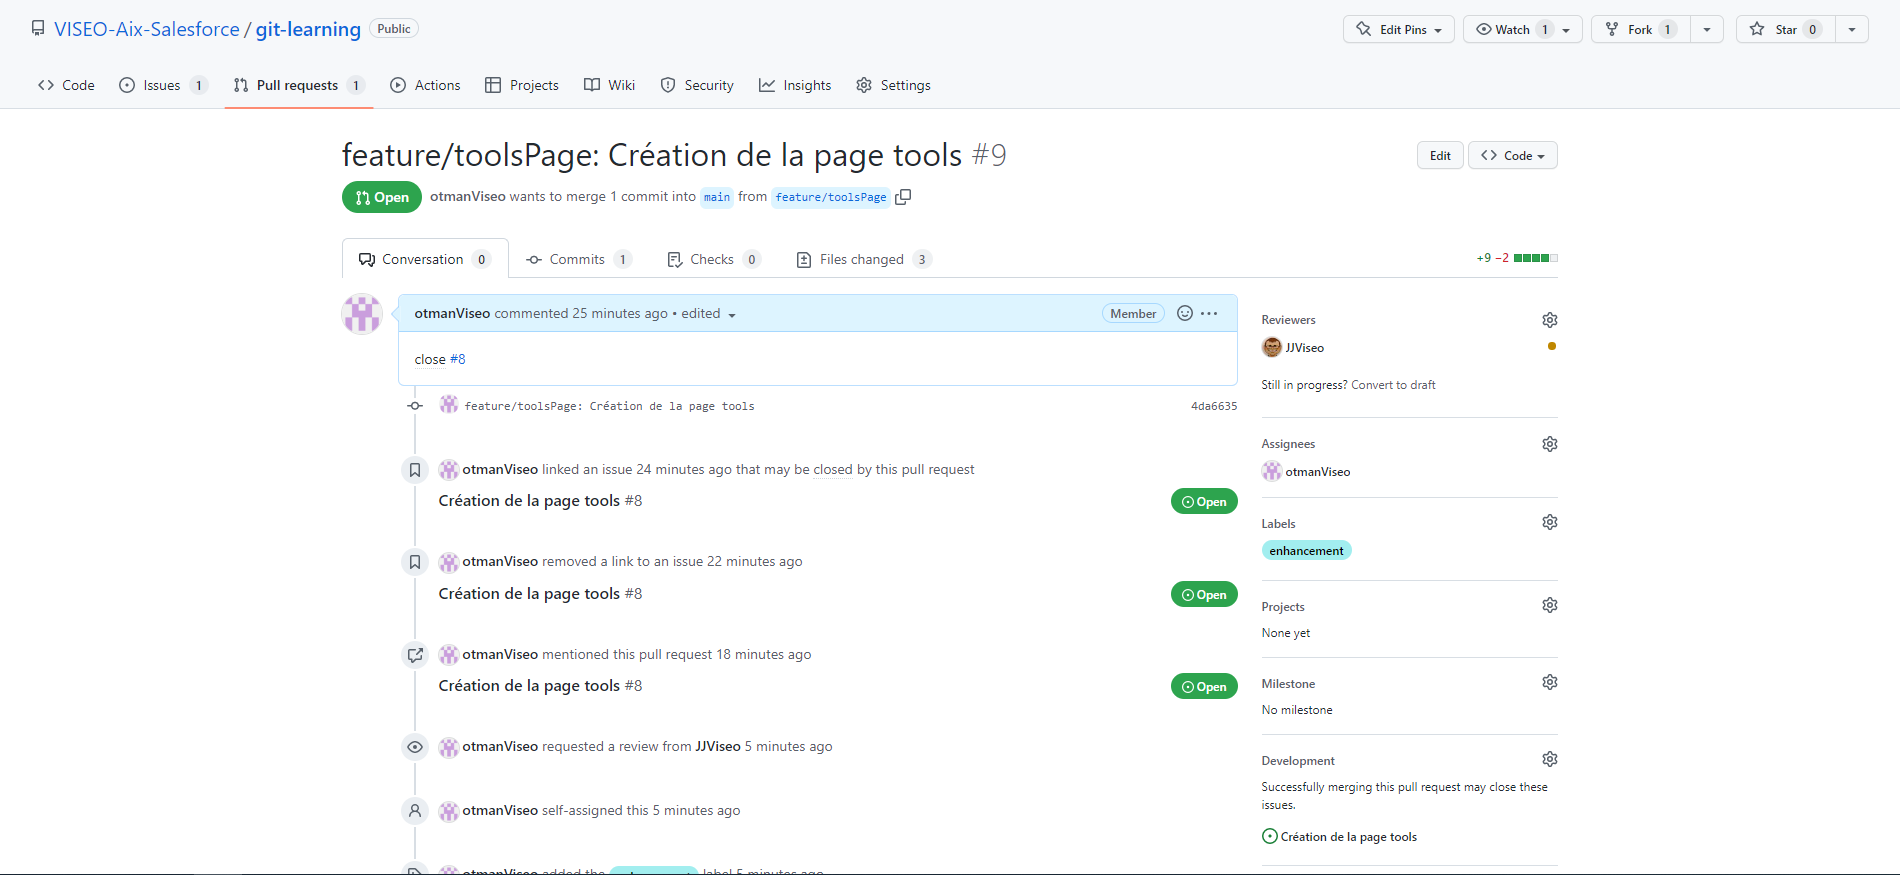 VISEO-Aix-Salesforce / git-learning Public
Edit Pins Watch 1 Fork 1 Star 0
Code Issues 1 Pull requests 1 Actions Projects Wiki Security Insights Settings
feature/toolsPage: Création de la page tools #9
Edit Code
Open otmanViseo wants to merge 1 commit into main from feature/toolsPage
Conversation 0 Commits 1 Checks 0 Files changed 3
+9 −2
otmanViseo commented 25 minutes ago • edited
Member
close #8
feature/toolsPage: Création de la page tools
4da6635
otmanViseo linked an issue 24 minutes ago that may be closed by this pull request
Création de la page tools #8
Open
otmanViseo removed a link to an issue 22 minutes ago
Création de la page tools #8
Open
otmanViseo mentioned this pull request 18 minutes ago
Création de la page tools #8
Open
otmanViseo requested a review from JJViseo 5 minutes ago
otmanViseo self-assigned this 5 minutes ago
otmanViseo added the enhancement label 5 minutes ago
Reviewers
JJViseo
Still in progress? Convert to draft
Assignees
otmanViseo
Labels
enhancement
Projects
None yet
Milestone
No milestone
Development
Successfully merging this pull request may close these
issues.
Création de la page tools